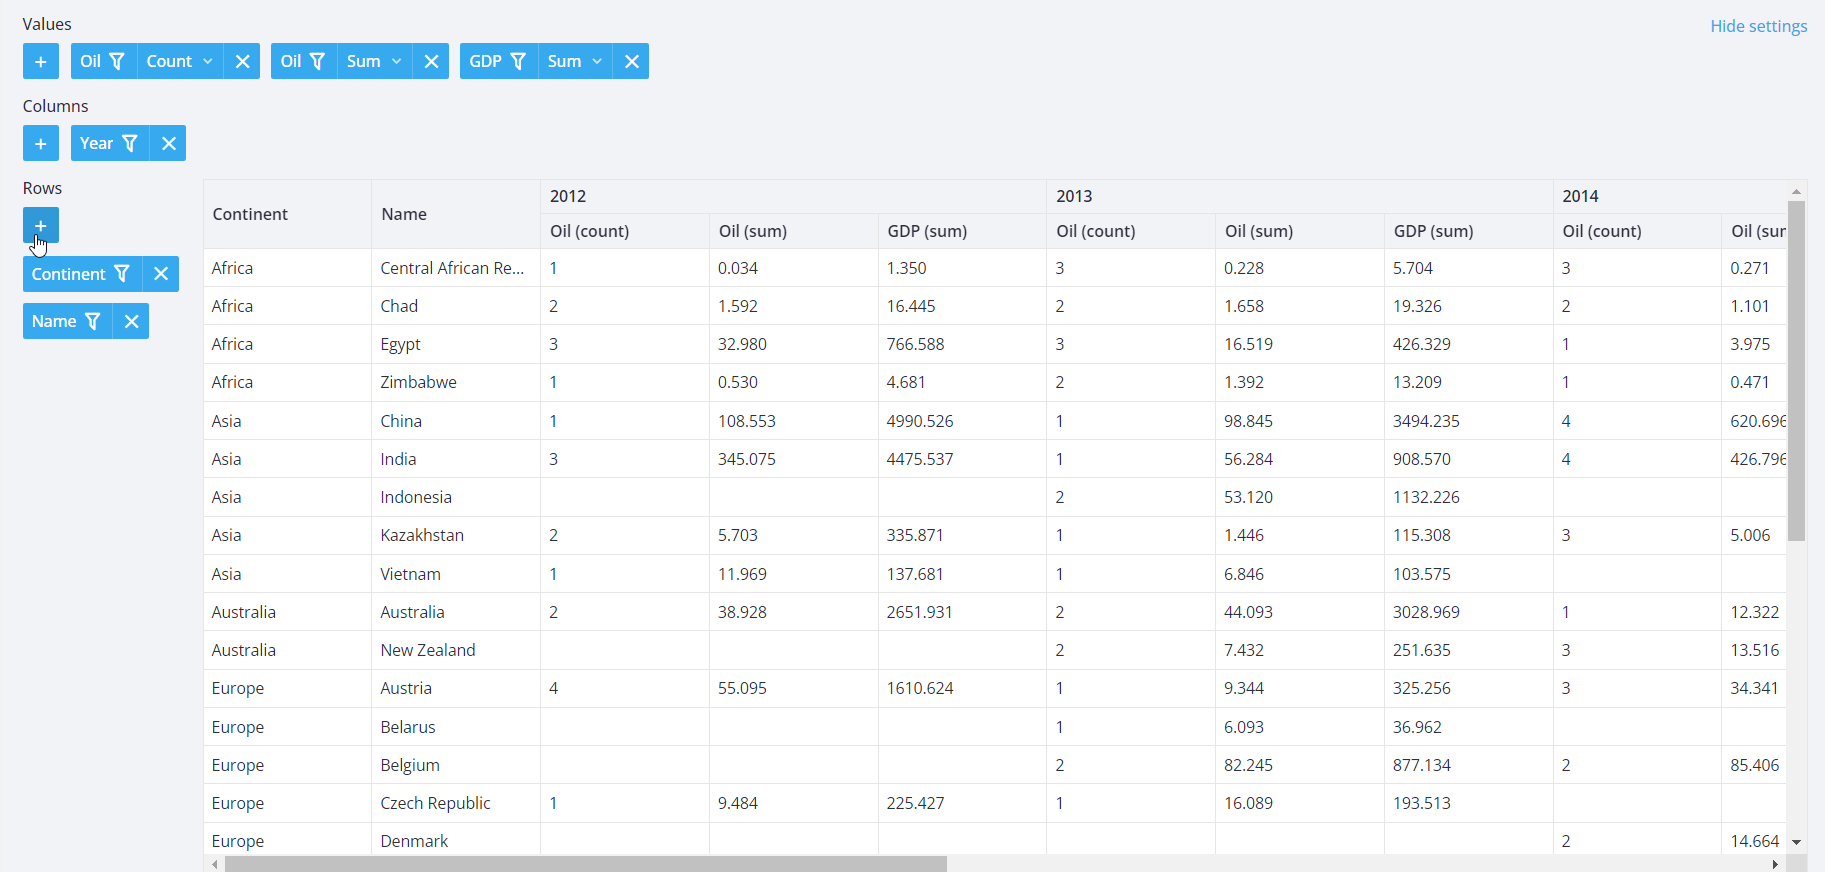 Values
Hide settings
+ Oil Count Oil Sum GDP Sum
Columns
+ Year
Rows
+
Continent
Name
Continent Name 2012 2013 2014
Oil (count) Oil (sum) GDP (sum) Oil (count) Oil (sum) GDP (sum) Oil (count) Oil (sur
Africa Central African Re... 1 0.034 1.350 3 0.228 5.704 3 0.271
Africa Chad 2 1.592 16.445 2 1.658 19.326 2 1.101
Africa Egypt 3 32.980 766.588 3 16.519 426.329 1 3.975
Africa Zimbabwe 1 0.530 4.681 2 1.392 13.209 1 0.471
Asia China 1 108.553 4990.526 1 98.845 3494.235 4 620.696
Asia India 3 345.075 4475.537 1 56.284 908.570 4 426.796
Asia Indonesia 2 53.120 1132.226
Asia Kazakhstan 2 5.703 335.871 1 1.446 115.308 3 5.006
Asia Vietnam 1 11.969 137.681 1 6.846 103.575
Australia Australia 2 38.928 2651.931 2 44.093 3028.969 1 12.322
Australia New Zealand 2 7.432 251.635 3 13.516
Europe Austria 4 55.095 1610.624 1 9.344 325.256 3 34.341
Europe Belarus 1 6.093 36.962
Europe Belgium 2 82.245 877.134 2 85.406
Europe Czech Republic 1 9.484 225.427 1 16.089 193.513
Europe Denmark 2 14.664